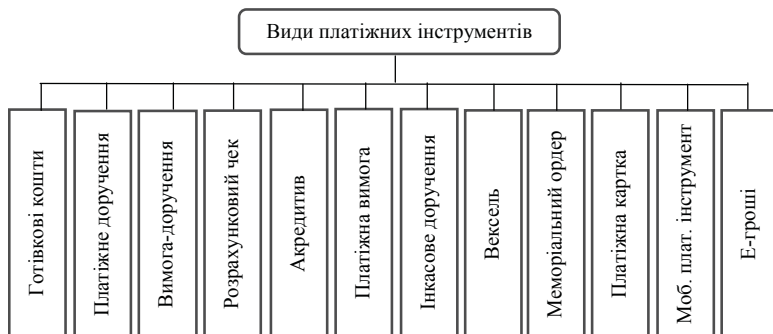 Види платіжних інструментів
Готівкові кошти
Платіжне доручення
Вимога-доручення
Розрахунковий чек
Акредитив
Платіжна вимога
Інкасове доручення
Вексель
Меморіальний ордер
Платіжна картка
Моб. плат. інструмент
Е-гроші